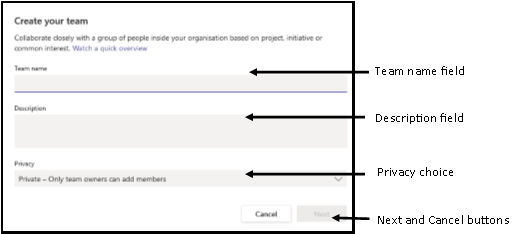 Create your team
Collaborate closely with a group of people inside your organisation based on project, initiative or
common interest. Watch a quick overview
Team name
Team name field
Description
Description field
Privacy
Private – Only team owners can add members
Privacy choice
Cancel
Next
Next and Cancel buttons